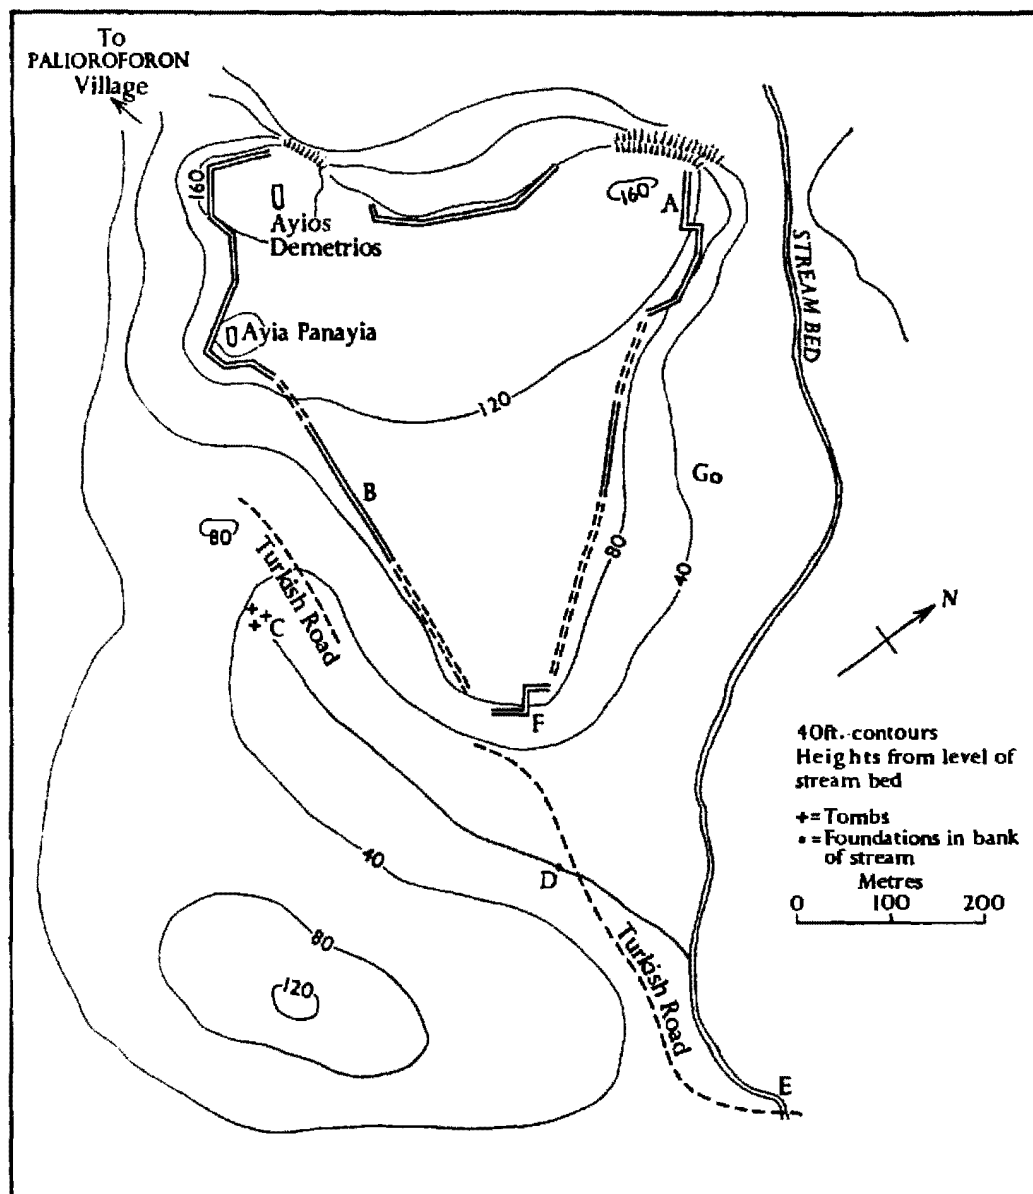 To
PALIOROFORON
Village
160
Ayios
Demetrios
160
A
STREAM BED
Ayia Panayia
120
B
Go
80
80
40
Turkish Road
C
N
F
40ft. contours
Heights from level of
stream bed
+=Tombs
•=Foundations in bank
of stream
Metres
0 100 200
40
D
80
Turkish Road
120
E